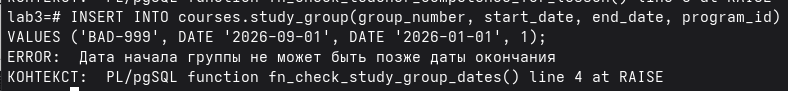 lab3=# INSERT INTO courses.study_group(group_number, start_date, end_date, program_id)
VALUES ('BAD-999', DATE '2026-09-01', DATE '2026-01-01', 1);
ERROR:  Дата начала группы не может быть позже даты окончания
КОНТЕКСТ:  PL/pgSQL function fn_check_study_group_dates() line 4 at RAISE